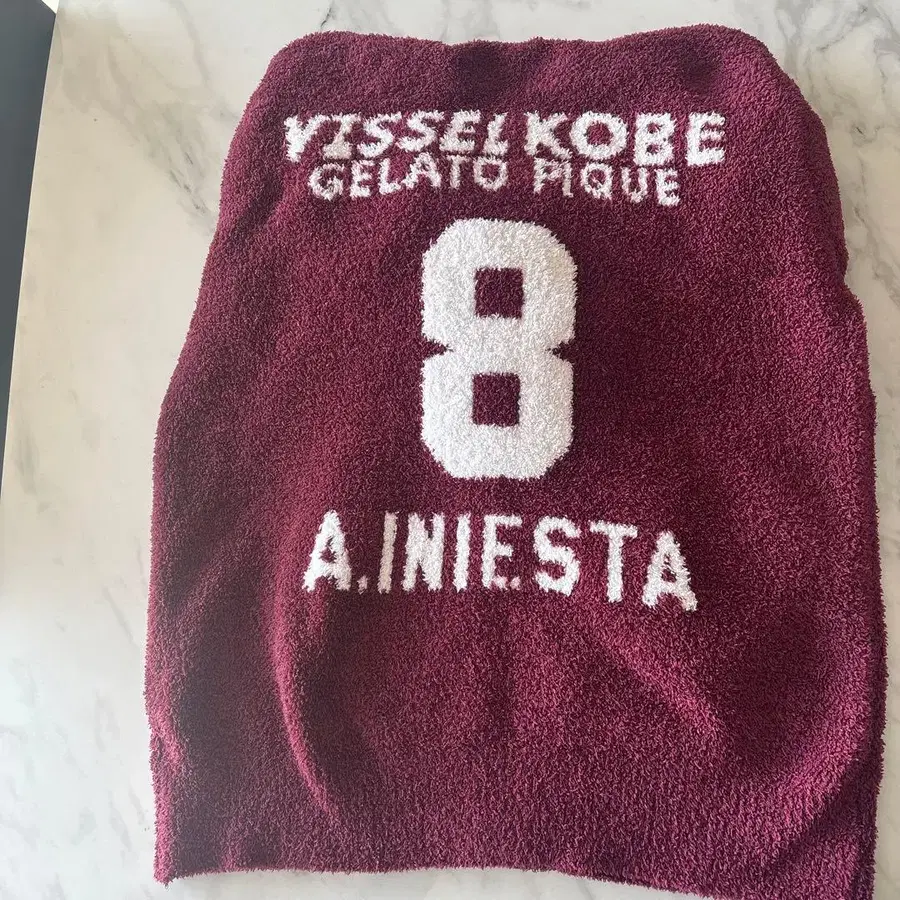 VISSEL KOBE
GELATO PIQUE
8
A.INIESTA